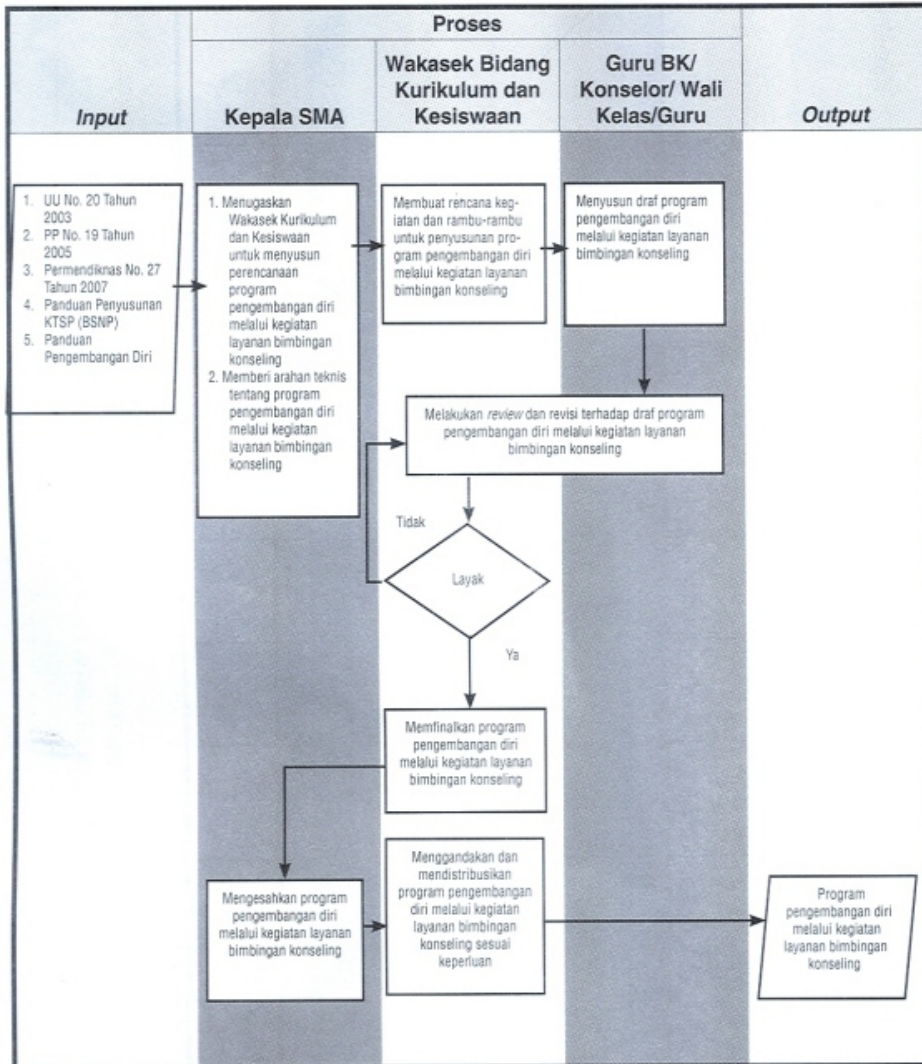 Proses
Input
Kepala SMA
Wakasek Bidang
Kurikulum dan
Kesiswaan
Guru BK/
Konselor/ Wali
Kelas/Guru
Output
1. UU No. 20 Tahun
2003
2. PP No. 19 Tahun
2005
3. Permendiknas No. 27
Tahun 2007
4. Panduan Penyusunan
KTSP (BSNP)
5. Panduan
Pengembangan Diri
1. Menugaskan
Wakasek Kurikulum
dan Kesiswaan
untuk menyusun
perencanaan
program
pengembangan diri
melalui kegiatan
layanan bimbingan
konseling
2. Memberi arahan teknis
tentang program
pengembangan diri
melalui kegiatan
layanan bimbingan
konseling
Membuat rencana keg-
iatan dan rambu-rambu
untuk penyusunan pro-
gram pengembangan diri
melalui kegiatan layanan
bimbingan konseling
Menyusun draf program
pengembangan diri
melalui kegiatan layanan
bimbingan konseling
Melakukan review dan revisi terhadap draf program
pengembangan diri melalui kegiatan layanan
bimbingan konseling
Tidak
Layak
Ya
Memfinalkan program
pengembangan diri
melalui kegiatan layanan
bimbingan konseling
Mengesahkan program
pengembangan diri
melalui kegiatan layanan
bimbingan konseling
Menggandakan dan
mendistribusikan
program pengembangan
diri melalui kegiatan
layanan bimbingan
konseling sesuai
keperluan
Program
pengembangan diri
melalui kegiatan
layanan bimbingan
konseling